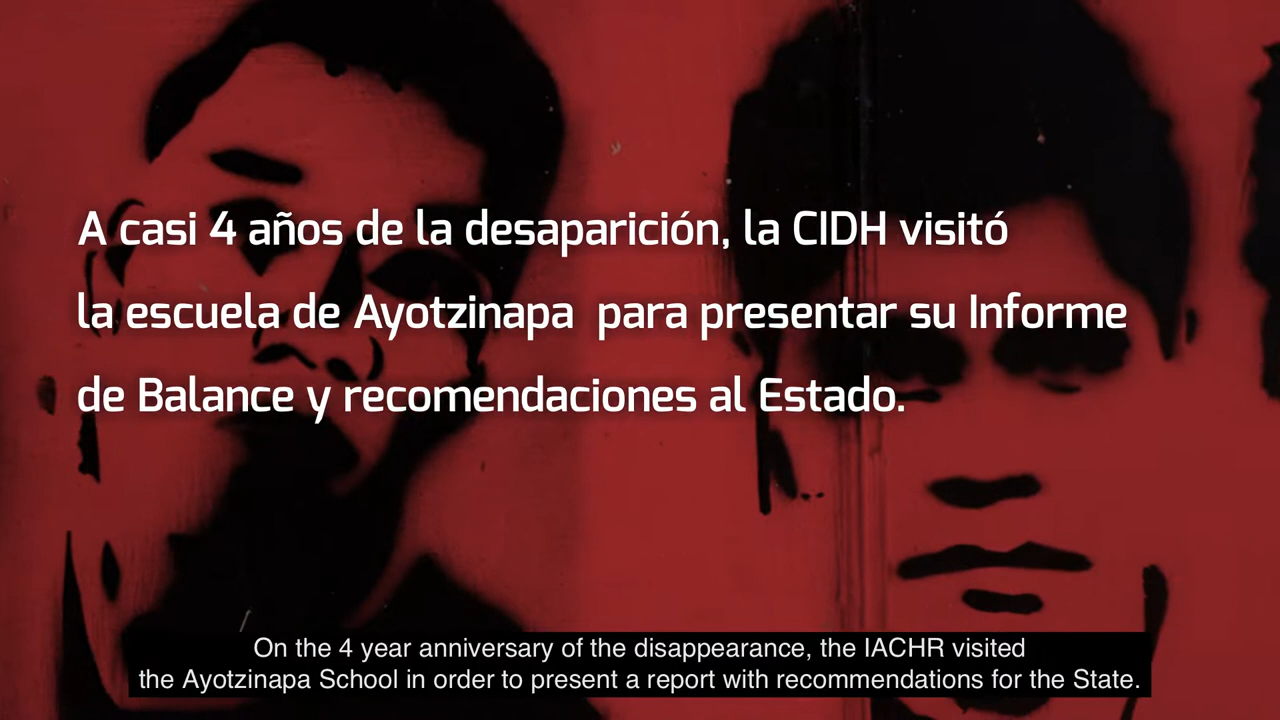 A casi 4 años de la desaparición, la CIDH visitó
la escuela de Ayotzinapa para presentar su Informe
de Balance y recomendaciones al Estado.
On the 4 year anniversary of the disappearance, the IACHR visited
the Ayotzinapa School in order to present a report with recommendations for the State.